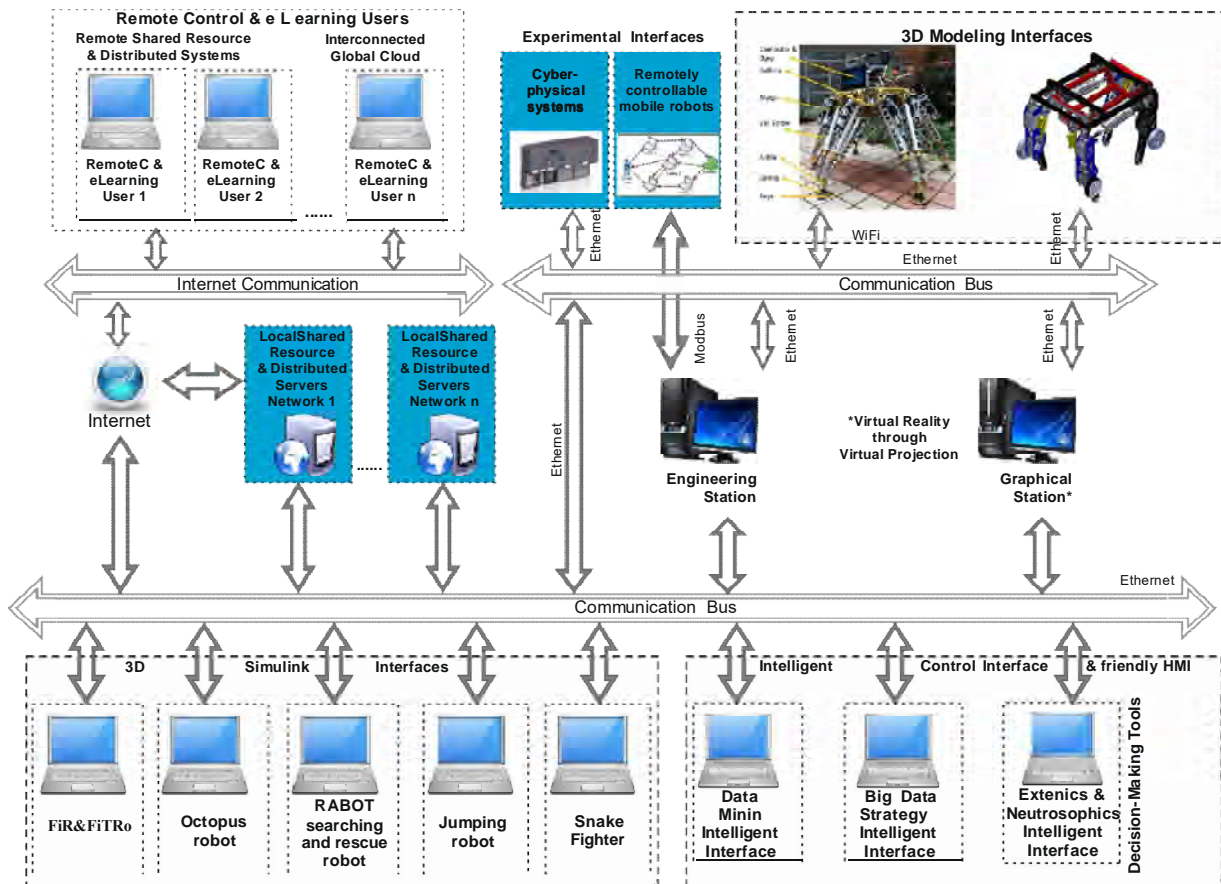 Remote Control & e L earning Users
Remote Shared Resource
& Distributed Systems
Interconnected
Global Cloud
RemoteC &
eLearning
User 1
RemoteC &
eLearning
User 2
......
RemoteC &
eLearning
User n
Experimental Interfaces
Cyber-
physical
systems
Remotely
controllable
mobile robots
3D Modeling Interfaces
Ethernet
WiFi
Ethernet
Ethernet
Internet Communication
Communication Bus
Internet
LocalShared
Resource
& Distributed
Servers
Network 1
......
LocalShared
Resource
& Distributed
Servers
Network n
Ethernet
Modbus
Ethernet
Ethernet
Engineering
Station
*Virtual Reality
through
Virtual Projection
Graphical
Station*
Ethernet
Communication Bus
3D Simulink Interfaces
FiR&FiTRo
Octopus
robot
RABOT
searching
and rescue
robot
Jumping
robot
Snake
Fighter
Intelligent Control Interface & friendly HMI
Data
Minin
Intelligent
Interface
Big Data
Strategy
Intelligent
Interface
Extenics &
Neutrosophics
Intelligent
Interface
Decision-Making Tools